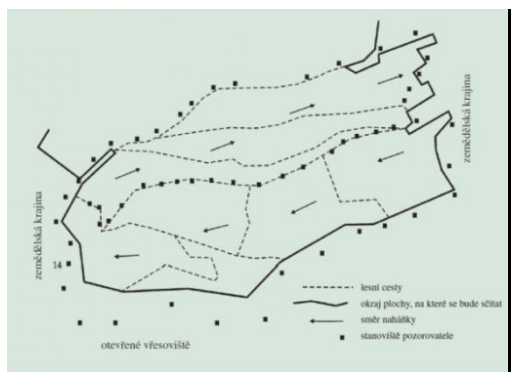 zemědělská krajina
zemědělská krajina
14
lesní cesty
okraj plochy, na které se bude sčítat
směr naháňky
stanoviště pozorovatele
otevřené vřesoviště